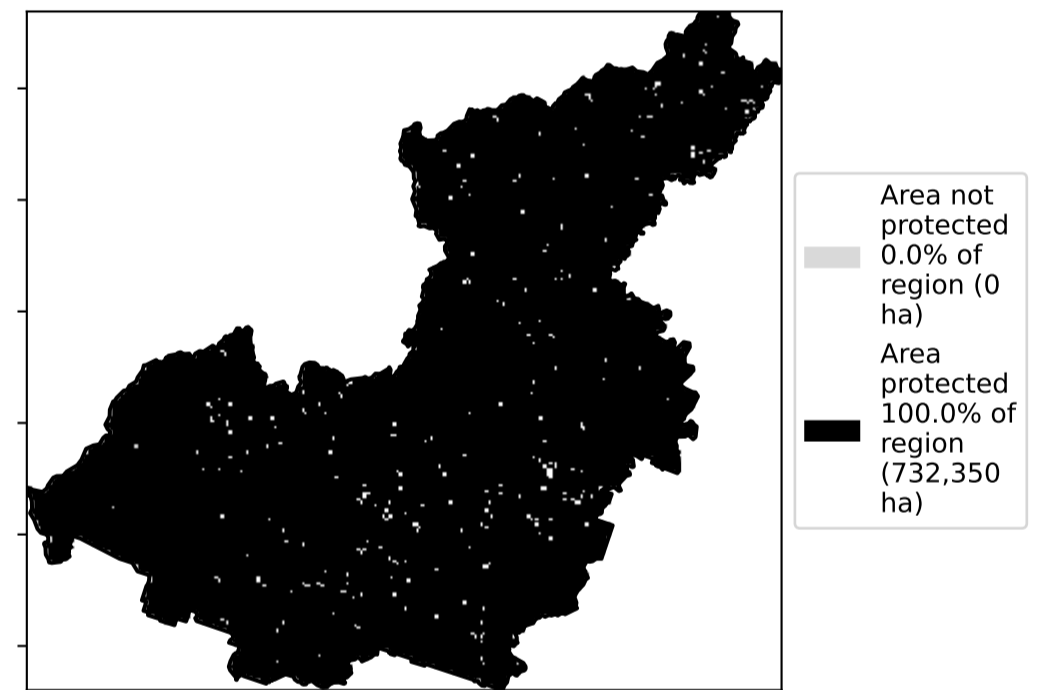 Area not
protected
0.0% of
region (0
ha)
Area
protected
100.0% of
region
(732,350
ha)